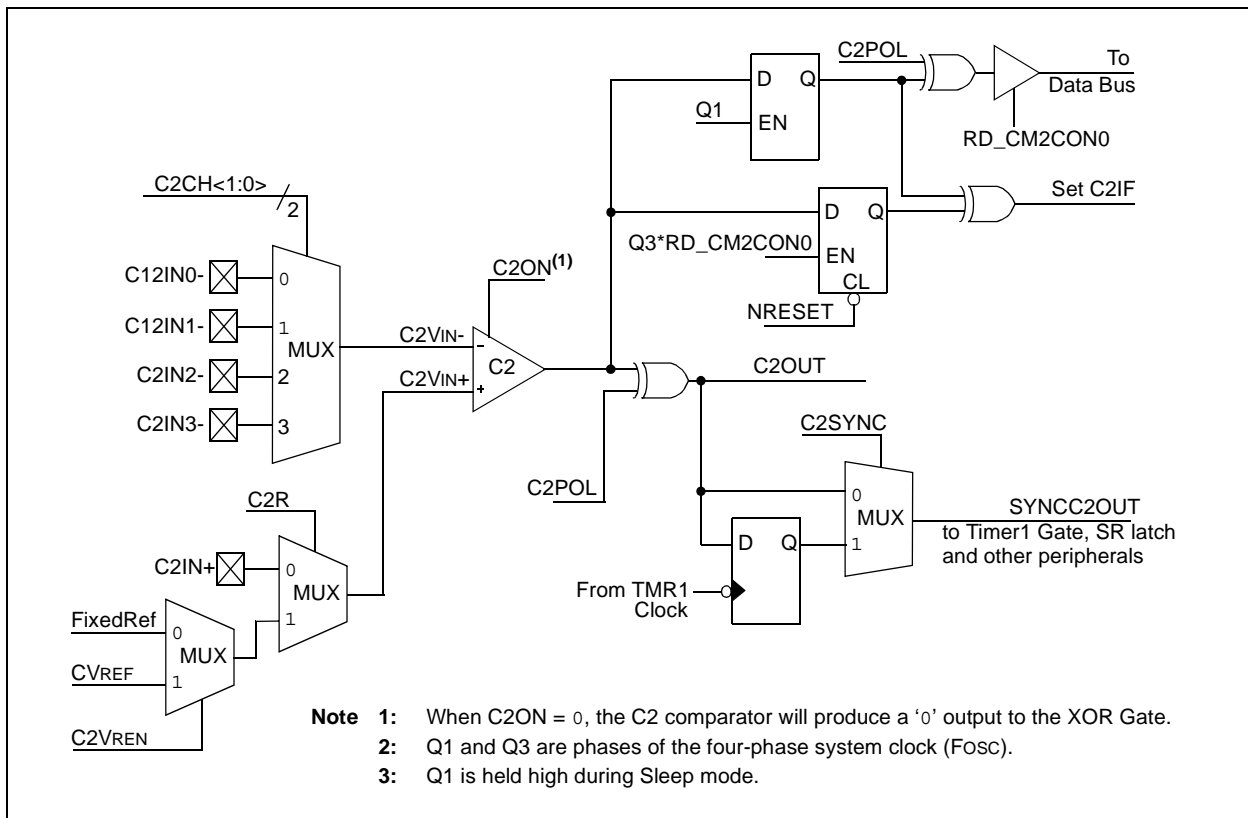 C2POL
D Q
To
Data Bus
Q1
EN
RD_CM2CON0
C2CH<1:0>
2
D Q
Set C2IF
Q3*RD_CM2CON0
EN
CL
NRESET
C2ON(1)
C12IN0-
0
C12IN1-
1
MUX
C2IN2-
2
C2IN3-
3
C2VIN-
-
C2
C2VIN+
+
C2OUT
C2POL
C2SYNC
0
MUX
1
SYNCC2OUT
to Timer1 Gate, SR latch
and other peripherals
D Q
From TMR1
Clock
C2R
C2IN+
0
MUX
1
FixedRef
0
MUX
CVREF
1
C2VREN
Note 1: When C2ON = 0, the C2 comparator will produce a ‘0’ output to the XOR Gate.
2: Q1 and Q3 are phases of the four-phase system clock (FOSC).
3: Q1 is held high during Sleep mode.